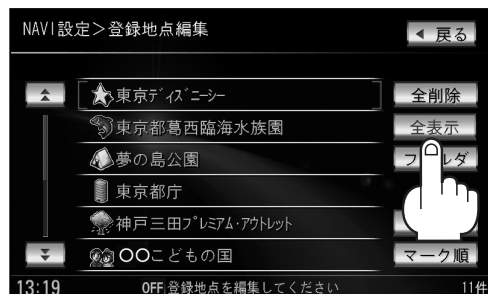 NAVI設定＞登録地点編集
戻る
東京ﾃﾞｨｽﾞﾆｰｼｰ
全削除
東京都葛西臨海水族園
全表示
夢の島公園
東京都庁
神戸三田ﾌﾟﾚﾐｱﾑ･ｱｳﾄﾚｯﾄ
〇〇こどもの国
マーク順
13:19
OFF 登録地点を編集してください
11件